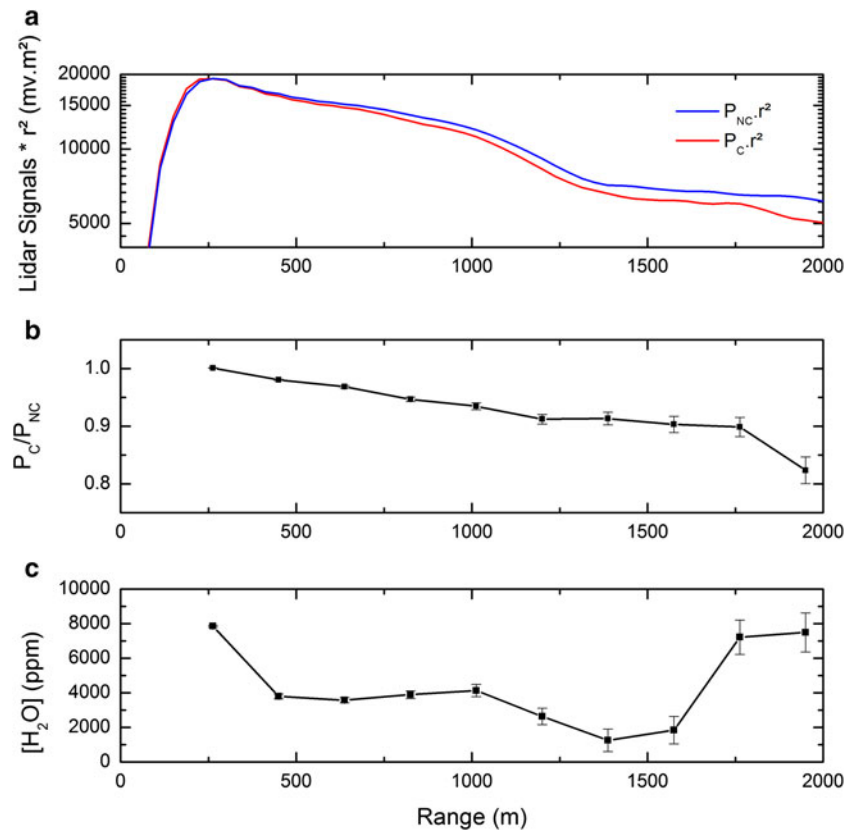 a
Lidar Signals * r² (mv.m²)
20000
15000
10000
5000
P_NC.r²
P_C.r²
0 500 1000 1500 2000
b
P_C/P_NC
1.0
0.9
0.8
0 500 1000 1500 2000
c
[H₂O] (ppm)
10000
8000
6000
4000
2000
0
0 500 1000 1500 2000
Range (m)